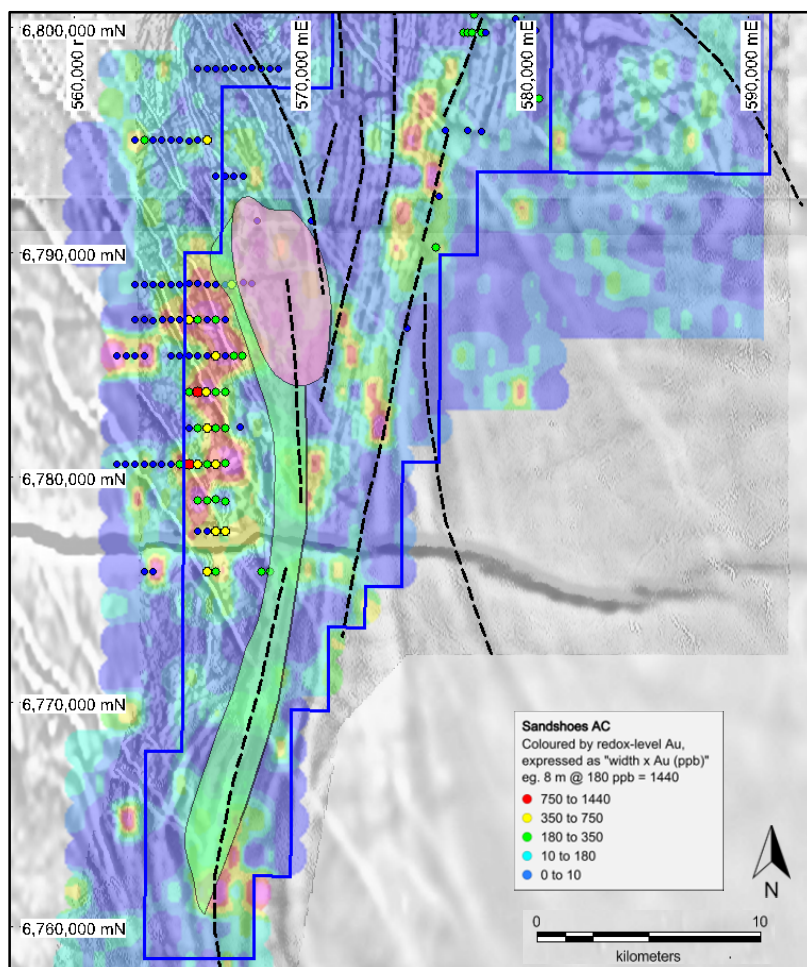 6,800,000 mN
560,000 r
570,000 mE
580,000 mE
590,000 mE
6,790,000 mN
6,780,000 mN
6,770,000 mN
6,760,000 mN
Sandshoes AC
Coloured by redox-level Au,
expressed as "width x Au (ppb)"
eg. 8 m @ 180 ppb = 1440
750 to 1440
350 to 750
180 to 350
10 to 180
0 to 10
N
0 10
kilometers